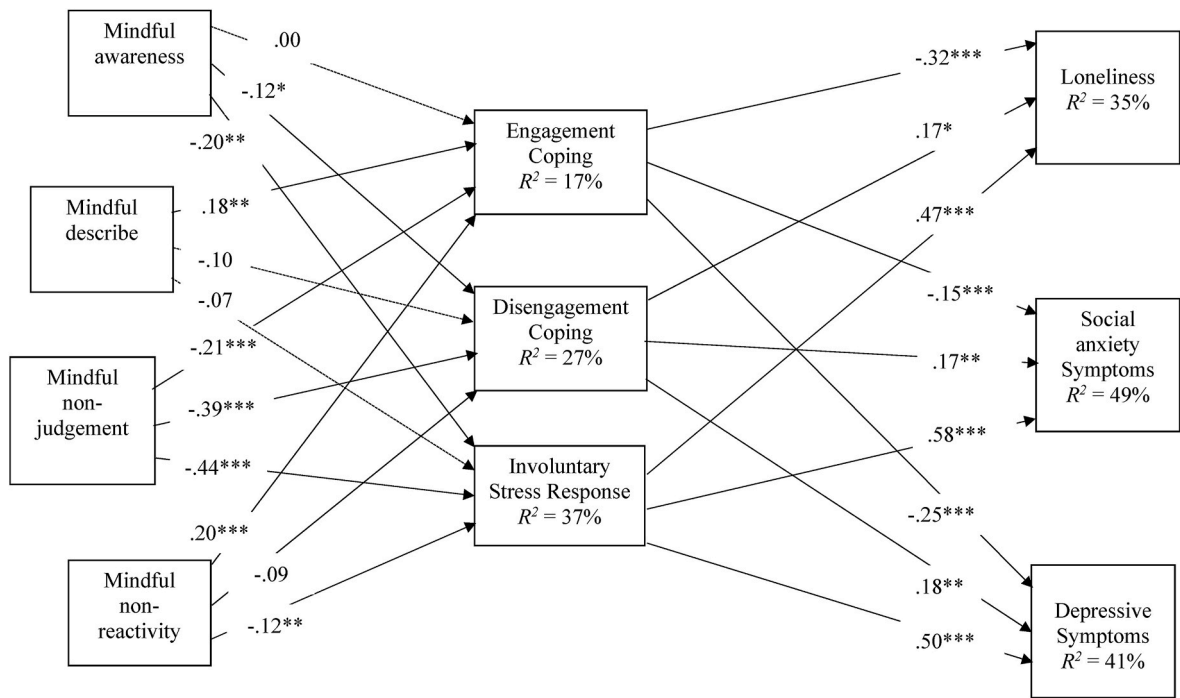 Mindful
awareness
.00
-.12*
-.20**
Mindful
describe
.18**
-.10
-.07
Mindful
non-
judgement
-.21***
-.39***
-.44***
Mindful
non-
reactivity
.20***
-.09
-.12**
Engagement
Coping
R² = 17%
Disengagement
Coping
R² = 27%
Involuntary
Stress Response
R² = 37%
-.32***
.17*
.47***
-.15***
.17**
.58***
-.25***
.18**
.50***
Loneliness
R² = 35%
Social
anxiety
Symptoms
R² = 49%
Depressive
Symptoms
R² = 41%